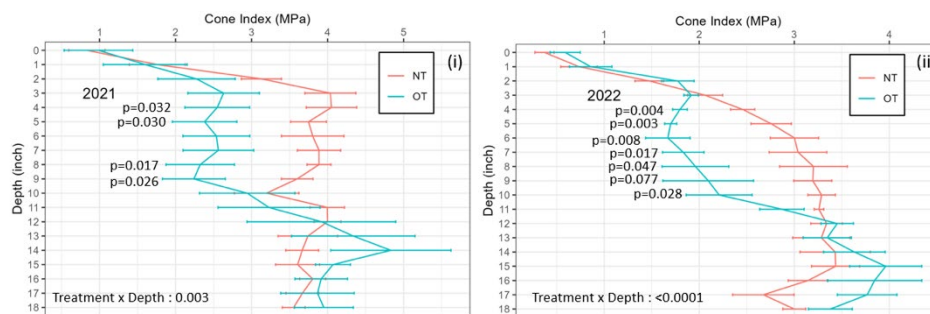 Cone Index (MPa)
1 2 3 4 5
Depth (inch)
0
1
2
3
4
5
6
7
8
9
10
11
12
13
14
15
16
17
18
(i)
NT
OT
2021
p=0.032
p=0.030
p=0.017
p=0.026
Treatment x Depth : 0.003
Cone Index (MPa)
1 2 3 4
Depth (inch)
0
1
2
3
4
5
6
7
8
9
10
11
12
13
14
15
16
17
18
(ii)
NT
OT
2022
p=0.004
p=0.003
p=0.008
p=0.017
p=0.047
p=0.077
p=0.028
Treatment x Depth : <0.0001